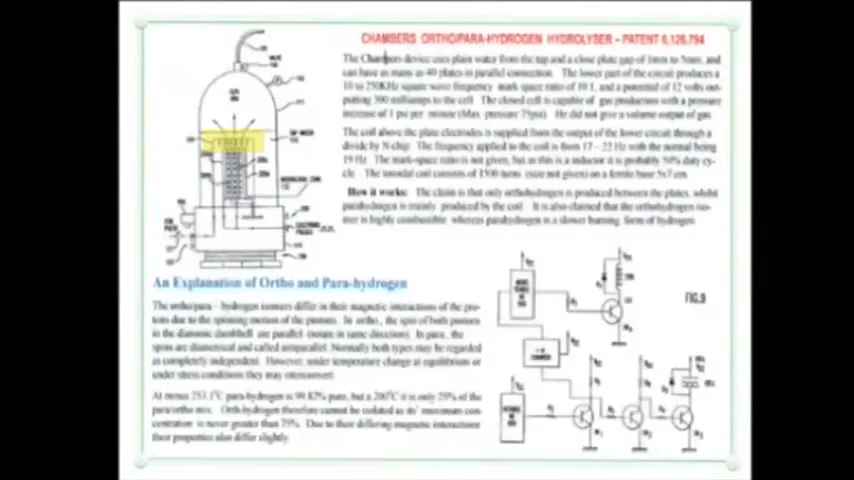 CHAMBERS ORTHO/PARA-HYDROGEN HYDROLYSER – PATENT 6,126,794
The Chambers device uses plain water from the tap and a close plate gap of 1mm to 5mm, and
can have as many as 40 plates in parallel connection. The lower part of the circuit produces a
10 to 250KHz square wave frequency mark space ratio of 10:1, and a potential of 12 volts out-
putting 300 milliamps to the cell. The closed cell is capable of gas production with a pressure
increase of 1 psi per minute (Max. pressure 75psi). He did not give a volume output of gas.
The coil above the plate electrodes is supplied from the output of the lower circuit through a
divide by N chip. The frequency applied to the coil is from 17 – 22 Hz with the normal being
19 Hz. The mark-space ratio is not given, but as this is a inductor it is probably 50% duty cy-
cle. The toroidal coil consists of 1500 turns (size not given) on a ferrite base 5x7 cm.
How it works: The claim is that only orthohydrogen is produced between the plates, whilst
parahydrogen is mainly produced by the coil. It is also claimed that the orthohydrogen iso-
mer is highly combustible whereas parahydrogen is a slower burning form of hydrogen.
An Explanation of Ortho and Para-hydrogen
The ortho/para – hydrogen isomers differ in their magnetic interactions of the pro-
tons due to the spinning motion of the protons. In ortho, the spin of both protons
in the diatomic dumbbell are parallel (rotate in same direction). In para, the
spins are diametrical and called antiparallel. Normally both types may be regarded
as completely independent. However, under temperature change at equilibrium or
under stress conditions they may interconvert.
At minus 253.1°C para-hydrogen is 99.82% pure, but a 200°C it is only 25% of the
para/ortho mix. Orth-hydrogen therefore cannot be isolated as its' maximum con-
centration is never greater than 75%. Due to their differing magnetic interactions
their properties also differ slightly.
FIG.9